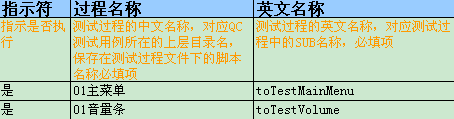 指示符 过程名称 英文名称
指示是否执 测试过程的中文名称，对应QC 测试过程的英文名称，对应测试过
行 测试用例所在的上层目录名， 程中的SUB名称，必填项
保存在测试过程文件下的脚本
名称必填项
是 01主菜单 toTestMainMenu
是 01音量条 toTestVolume